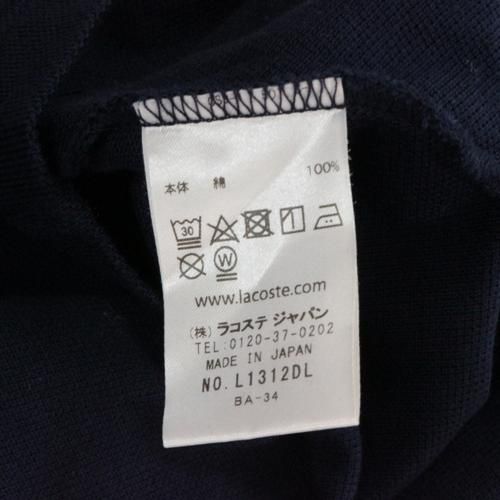 本体 綿 100%
30
W
www.lacoste.com
(株) ラコステ ジャパン
TEL:0120-37-0202
MADE IN JAPAN
NO. L1312DL
BA-34